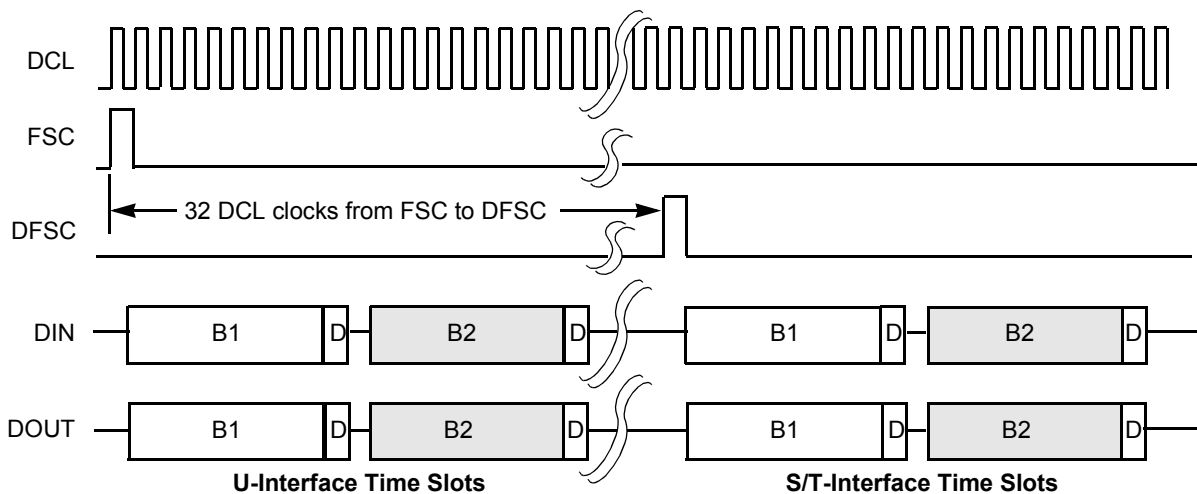 DCL
FSC
32 DCL clocks from FSC to DFSC
DFSC
DIN B1 D B2 D B1 D B2 D
DOUT B1 D B2 D B1 D B2 D
U-Interface Time Slots S/T-Interface Time Slots